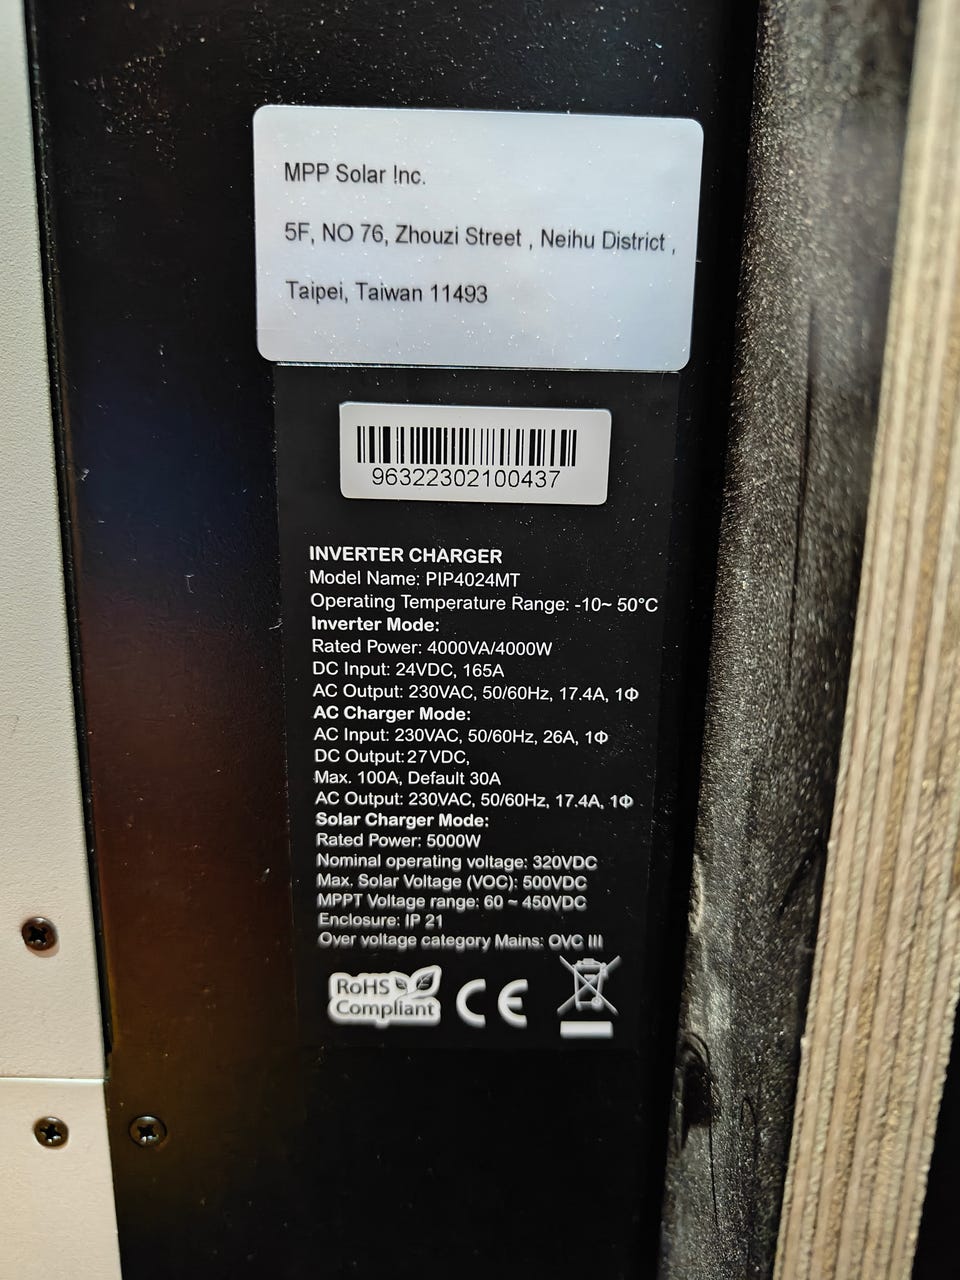 MPP Solar Inc.
5F, NO 76, Zhouzi Street , Neihu District ,
Taipei, Taiwan 11493
96322302100437
INVERTER CHARGER
Model Name: PIP4024MT
Operating Temperature Range: -10~ 50°C
Inverter Mode:
Rated Power: 4000VA/4000W
DC Input: 24VDC, 165A
AC Output: 230VAC, 50/60Hz, 17.4A, 1Φ
AC Charger Mode:
AC Input: 230VAC, 50/60Hz, 26A, 1Φ
DC Output: 27VDC,
Max. 100A, Default 30A
AC Output: 230VAC, 50/60Hz, 17.4A, 1Φ
Solar Charger Mode:
Rated Power: 5000W
Nominal operating voltage: 320VDC
Max. Solar Voltage (VOC): 500VDC
MPPT Voltage range: 60 ~ 450VDC
Enclosure: IP 21
Over voltage category Mains: OVC III
RoHS
Compliant
CE